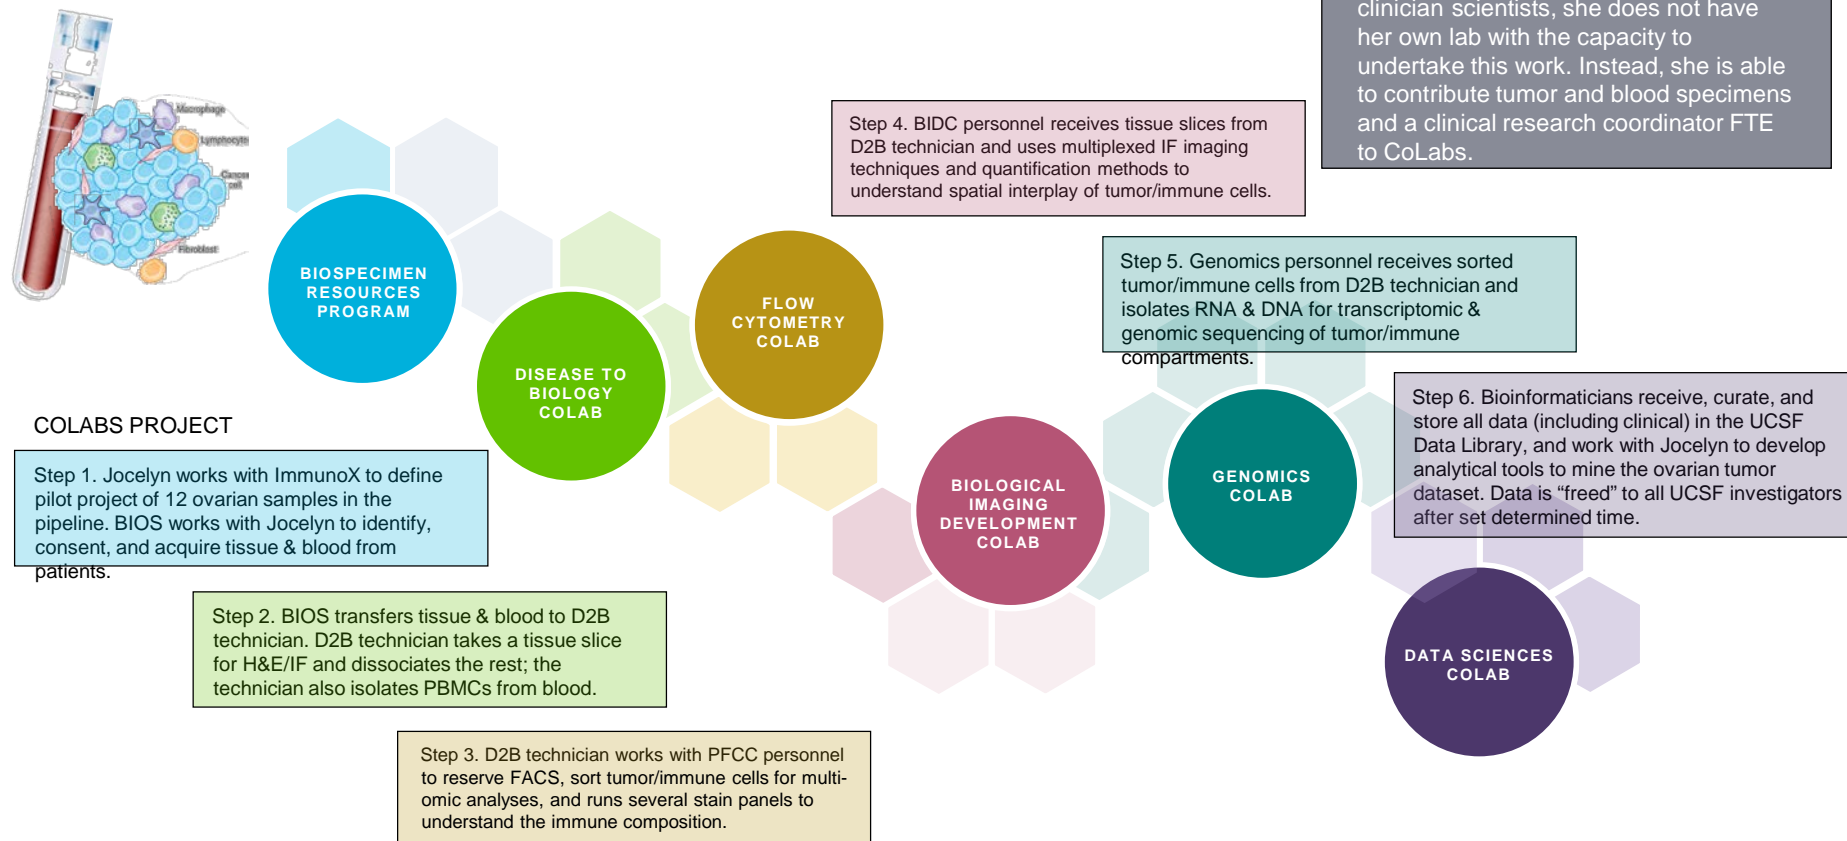 clinician scientists, she does not have
her own lab with the capacity to
undertake this work. Instead, she is able
to contribute tumor and blood specimens
and a clinical research coordinator FTE
to CoLabs.
Macrophage
Lymphocyte
Cancer
cell
Fibroblast
BIOSPECIMEN
RESOURCES
PROGRAM
DISEASE TO
BIOLOGY
COLAB
FLOW
CYTOMETRY
COLAB
BIOLOGICAL
IMAGING
DEVELOPMENT
COLAB
GENOMICS
COLAB
DATA SCIENCES
COLAB
COLABS PROJECT
Step 1. Jocelyn works with ImmunoX to define
pilot project of 12 ovarian samples in the
pipeline. BIOS works with Jocelyn to identify,
consent, and acquire tissue & blood from
patients.
Step 2. BIOS transfers tissue & blood to D2B
technician. D2B technician takes a tissue slice
for H&E/IF and dissociates the rest; the
technician also isolates PBMCs from blood.
Step 3. D2B technician works with PFCC personnel
to reserve FACS, sort tumor/immune cells for multi-
omic analyses, and runs several stain panels to
understand the immune composition.
Step 4. BIDC personnel receives tissue slices from
D2B technician and uses multiplexed IF imaging
techniques and quantification methods to
understand spatial interplay of tumor/immune cells.
Step 5. Genomics personnel receives sorted
tumor/immune cells from D2B technician and
isolates RNA & DNA for transcriptomic &
genomic sequencing of tumor/immune
compartments.
Step 6. Bioinformaticians receive, curate, and
store all data (including clinical) in the UCSF
Data Library, and work with Jocelyn to develop
analytical tools to mine the ovarian tumor
dataset. Data is “freed” to all UCSF investigators
after set determined time.